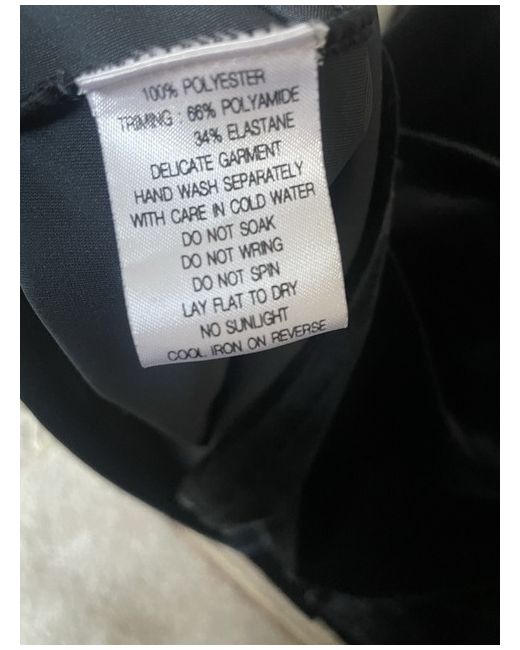 100% POLYESTER
TRIMING : 66% POLYAMIDE
34% ELASTANE
DELICATE GARMENT
HAND WASH SEPARATELY
WITH CARE IN COLD WATER
DO NOT SOAK
DO NOT WRING
DO NOT SPIN
LAY FLAT TO DRY
NO SUNLIGHT
COOL IRON ON REVERSE